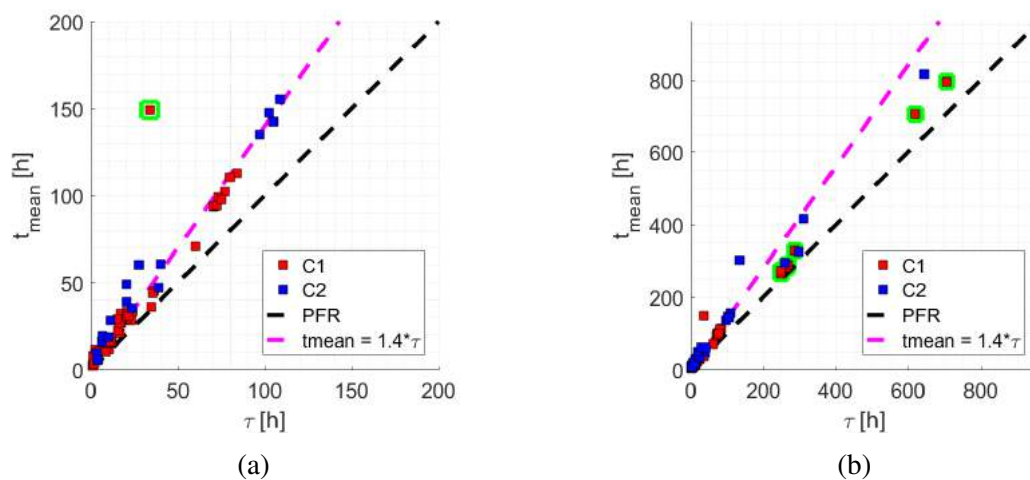 200
150
100
50
0
t_mean [h]
0 50 100 150 200
τ [h]
C1
C2
PFR
tmean = 1.4*τ
(a)
800
600
400
200
0
t_mean [h]
0 200 400 600 800
τ [h]
C1
C2
PFR
tmean = 1.4*τ
(b)